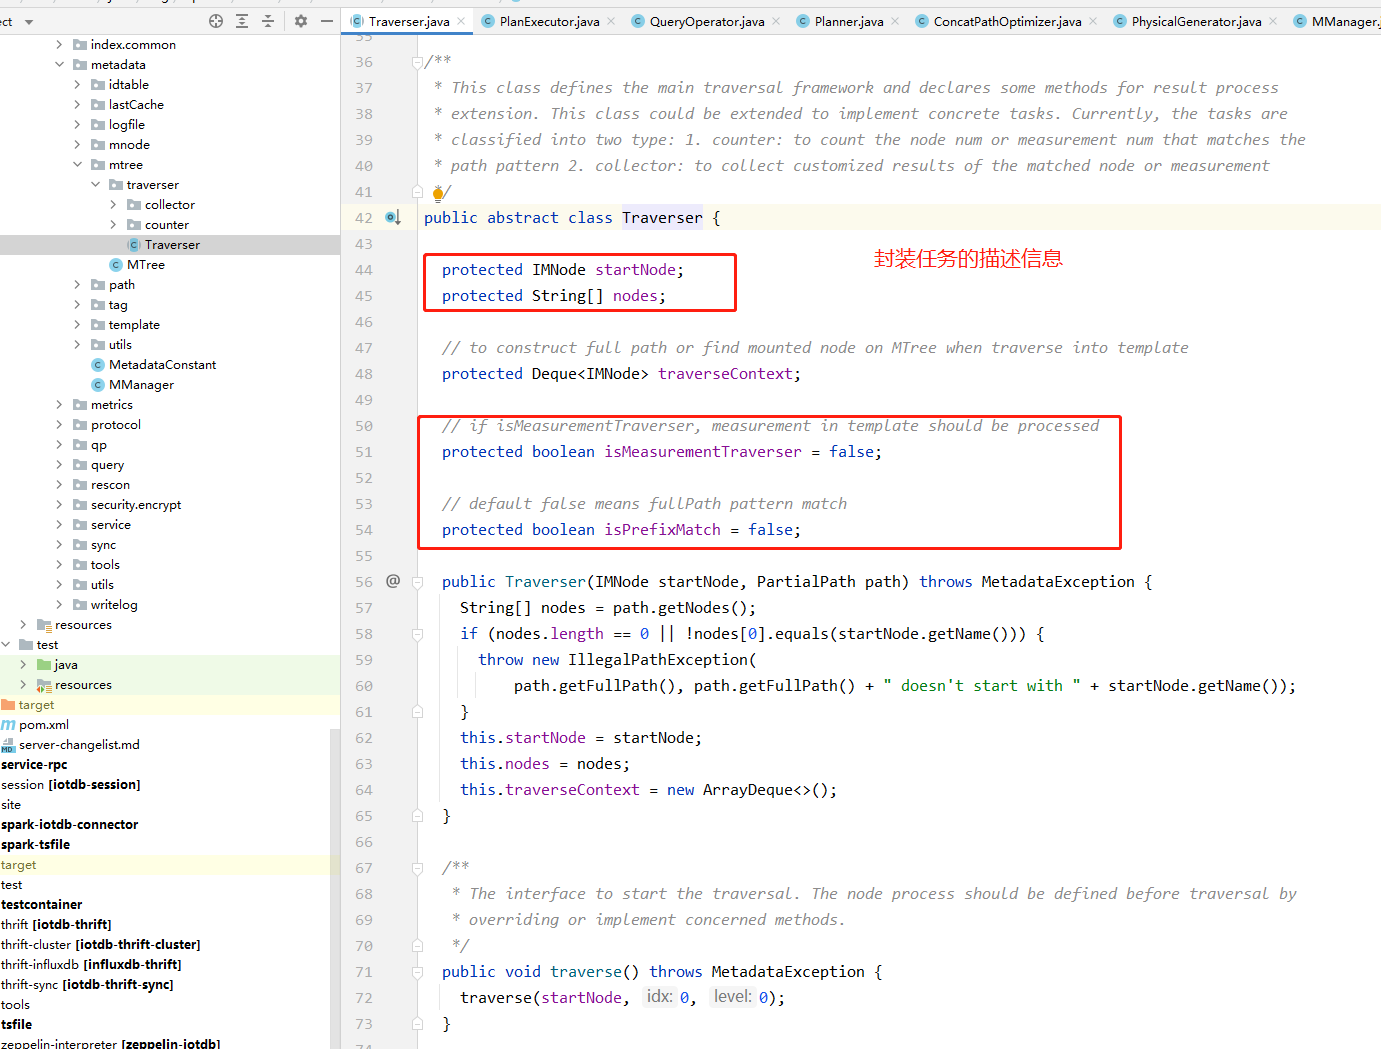 ect
Traverser.java
PlanExecutor.java
QueryOperator.java
Planner.java
ConcatPathOptimizer.java
PhysicalGenerator.java
MManager.j
index.common
metadata
idtable
lastCache
logfile
mnode
mtree
traverser
collector
counter
Traverser
MTree
path
tag
template
utils
MetadataConstant
MManager
metrics
protocol
qp
query
rescon
security.encrypt
service
sync
tools
utils
writelog
resources
test
java
resources
target
pom.xml
server-changelist.md
service-rpc
session [iotdb-session]
site
spark-iotdb-connector
spark-tsfile
target
test
testcontainer
thrift [iotdb-thrift]
thrift-cluster [iotdb-thrift-cluster]
thrift-influxdb [influxdb-thrift]
thrift-sync [iotdb-thrift-sync]
tools
tsfile
zeppelin-interpreter [zeppelin-iotdb]
35
36 /**
37 * This class defines the main traversal framework and declares some methods for result process
38 * extension. This class could be extended to implement concrete tasks. Currently, the tasks are
39 * classified into two type: 1. counter: to count the node num or measurement num that matches the
40 * path pattern 2. collector: to collect customized results of the matched node or measurement
41 */
42 public abstract class Traverser {
43
封装任务的描述信息
44 protected IMNode startNode;
45 protected String[] nodes;
46
47 // to construct full path or find mounted node on MTree when traverse into template
48 protected Deque<IMNode> traverseContext;
49
50 // if isMeasurementTraverser, measurement in template should be processed
51 protected boolean isMeasurementTraverser = false;
52
53 // default false means fullPath pattern match
54 protected boolean isPrefixMatch = false;
55
56 @ public Traverser(IMNode startNode, PartialPath path) throws MetadataException {
57 String[] nodes = path.getNodes();
58 if (nodes.length == 0 || !nodes[0].equals(startNode.getName())) {
59 throw new IllegalPathException(
60 path.getFullPath(), path.getFullPath() + " doesn't start with " + startNode.getName());
61 }
62 this.startNode = startNode;
63 this.nodes = nodes;
64 this.traverseContext = new ArrayDeque<>();
65 }
66
67 /**
68 * The interface to start the traversal. The node process should be defined before traversal by
69 * overriding or implement concerned methods.
70 */
71 public void traverse() throws MetadataException {
72 traverse(startNode, idx: 0, level: 0);
73 }
74